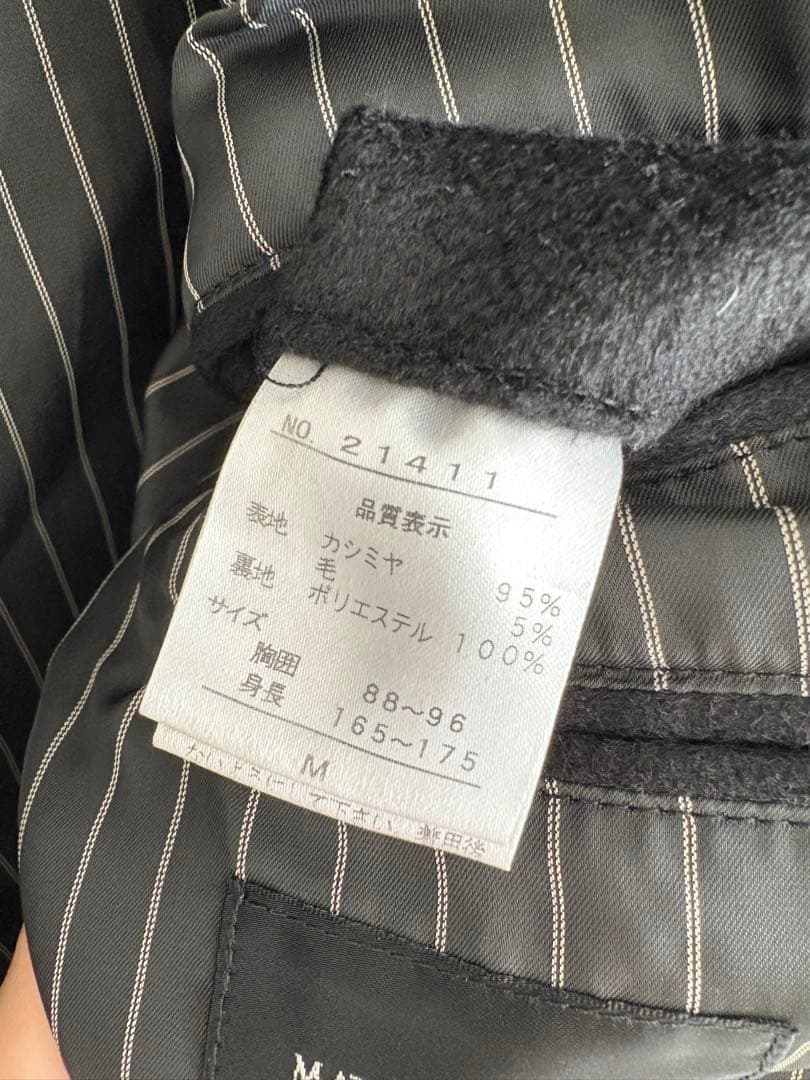 NO. 21411
品質表示
表地 カシミヤ 95%
毛 5%
裏地 ポリエステル 100%
サイズ
胸囲 88～96
身長 165～175
M